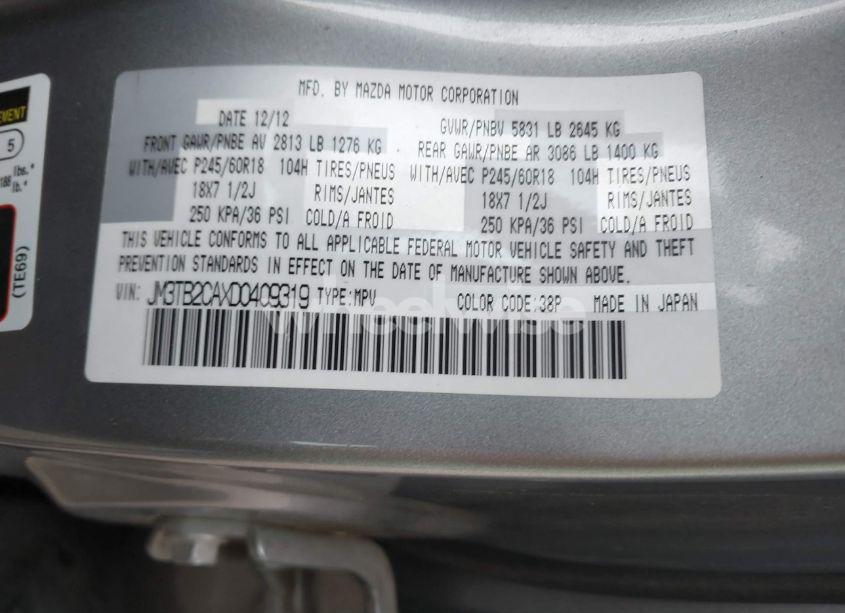 MFD. BY MAZDA MOTOR CORPORATION
DATE 12/12 GVWR/PNBV 5831 LB 2645 KG
FRONT GAWR/PNBE AV 2813 LB 1276 KG REAR GAWR/PNBE AR 3086 LB 1400 KG
WITH/AVEC P245/60R18 104H TIRES/PNEUS WITH/AVEC P245/60R18 104H TIRES/PNEUS
18X7 1/2J RIMS/JANTES 18X7 1/2J RIMS/JANTES
250 KPA/36 PSI COLD/A FROID 250 KPA/36 PSI COLD/A FROID
THIS VEHICLE CONFORMS TO ALL APPLICABLE FEDERAL MOTOR VEHICLE SAFETY AND THEFT
PREVENTION STANDARDS IN EFFECT ON THE DATE OF MANUFACTURE SHOWN ABOVE.
VIN: JM3TB2CAXD0409319 TYPE:MPV COLOR CODE:38P MADE IN JAPAN
wheelwise
EMENT
5
lbs.*
lb.*
(TE69)